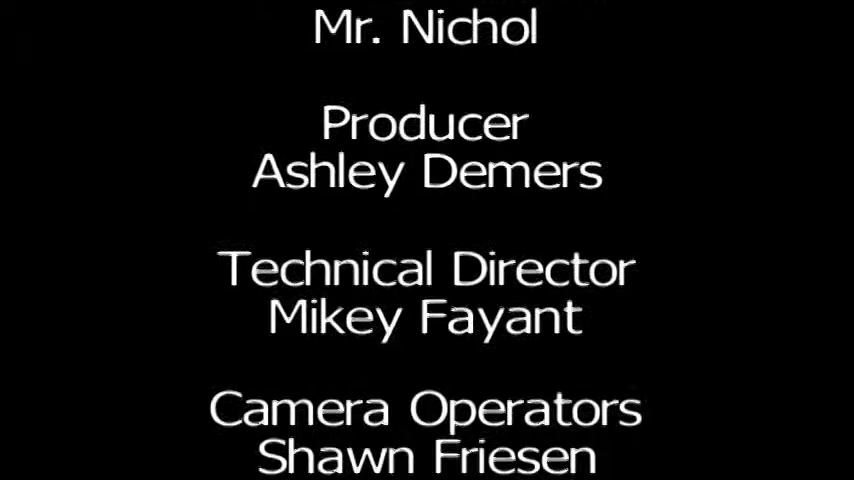 Mr. Nichol
Producer
Ashley Demers
Technical Director
Mikey Fayant
Camera Operators
Shawn Friesen